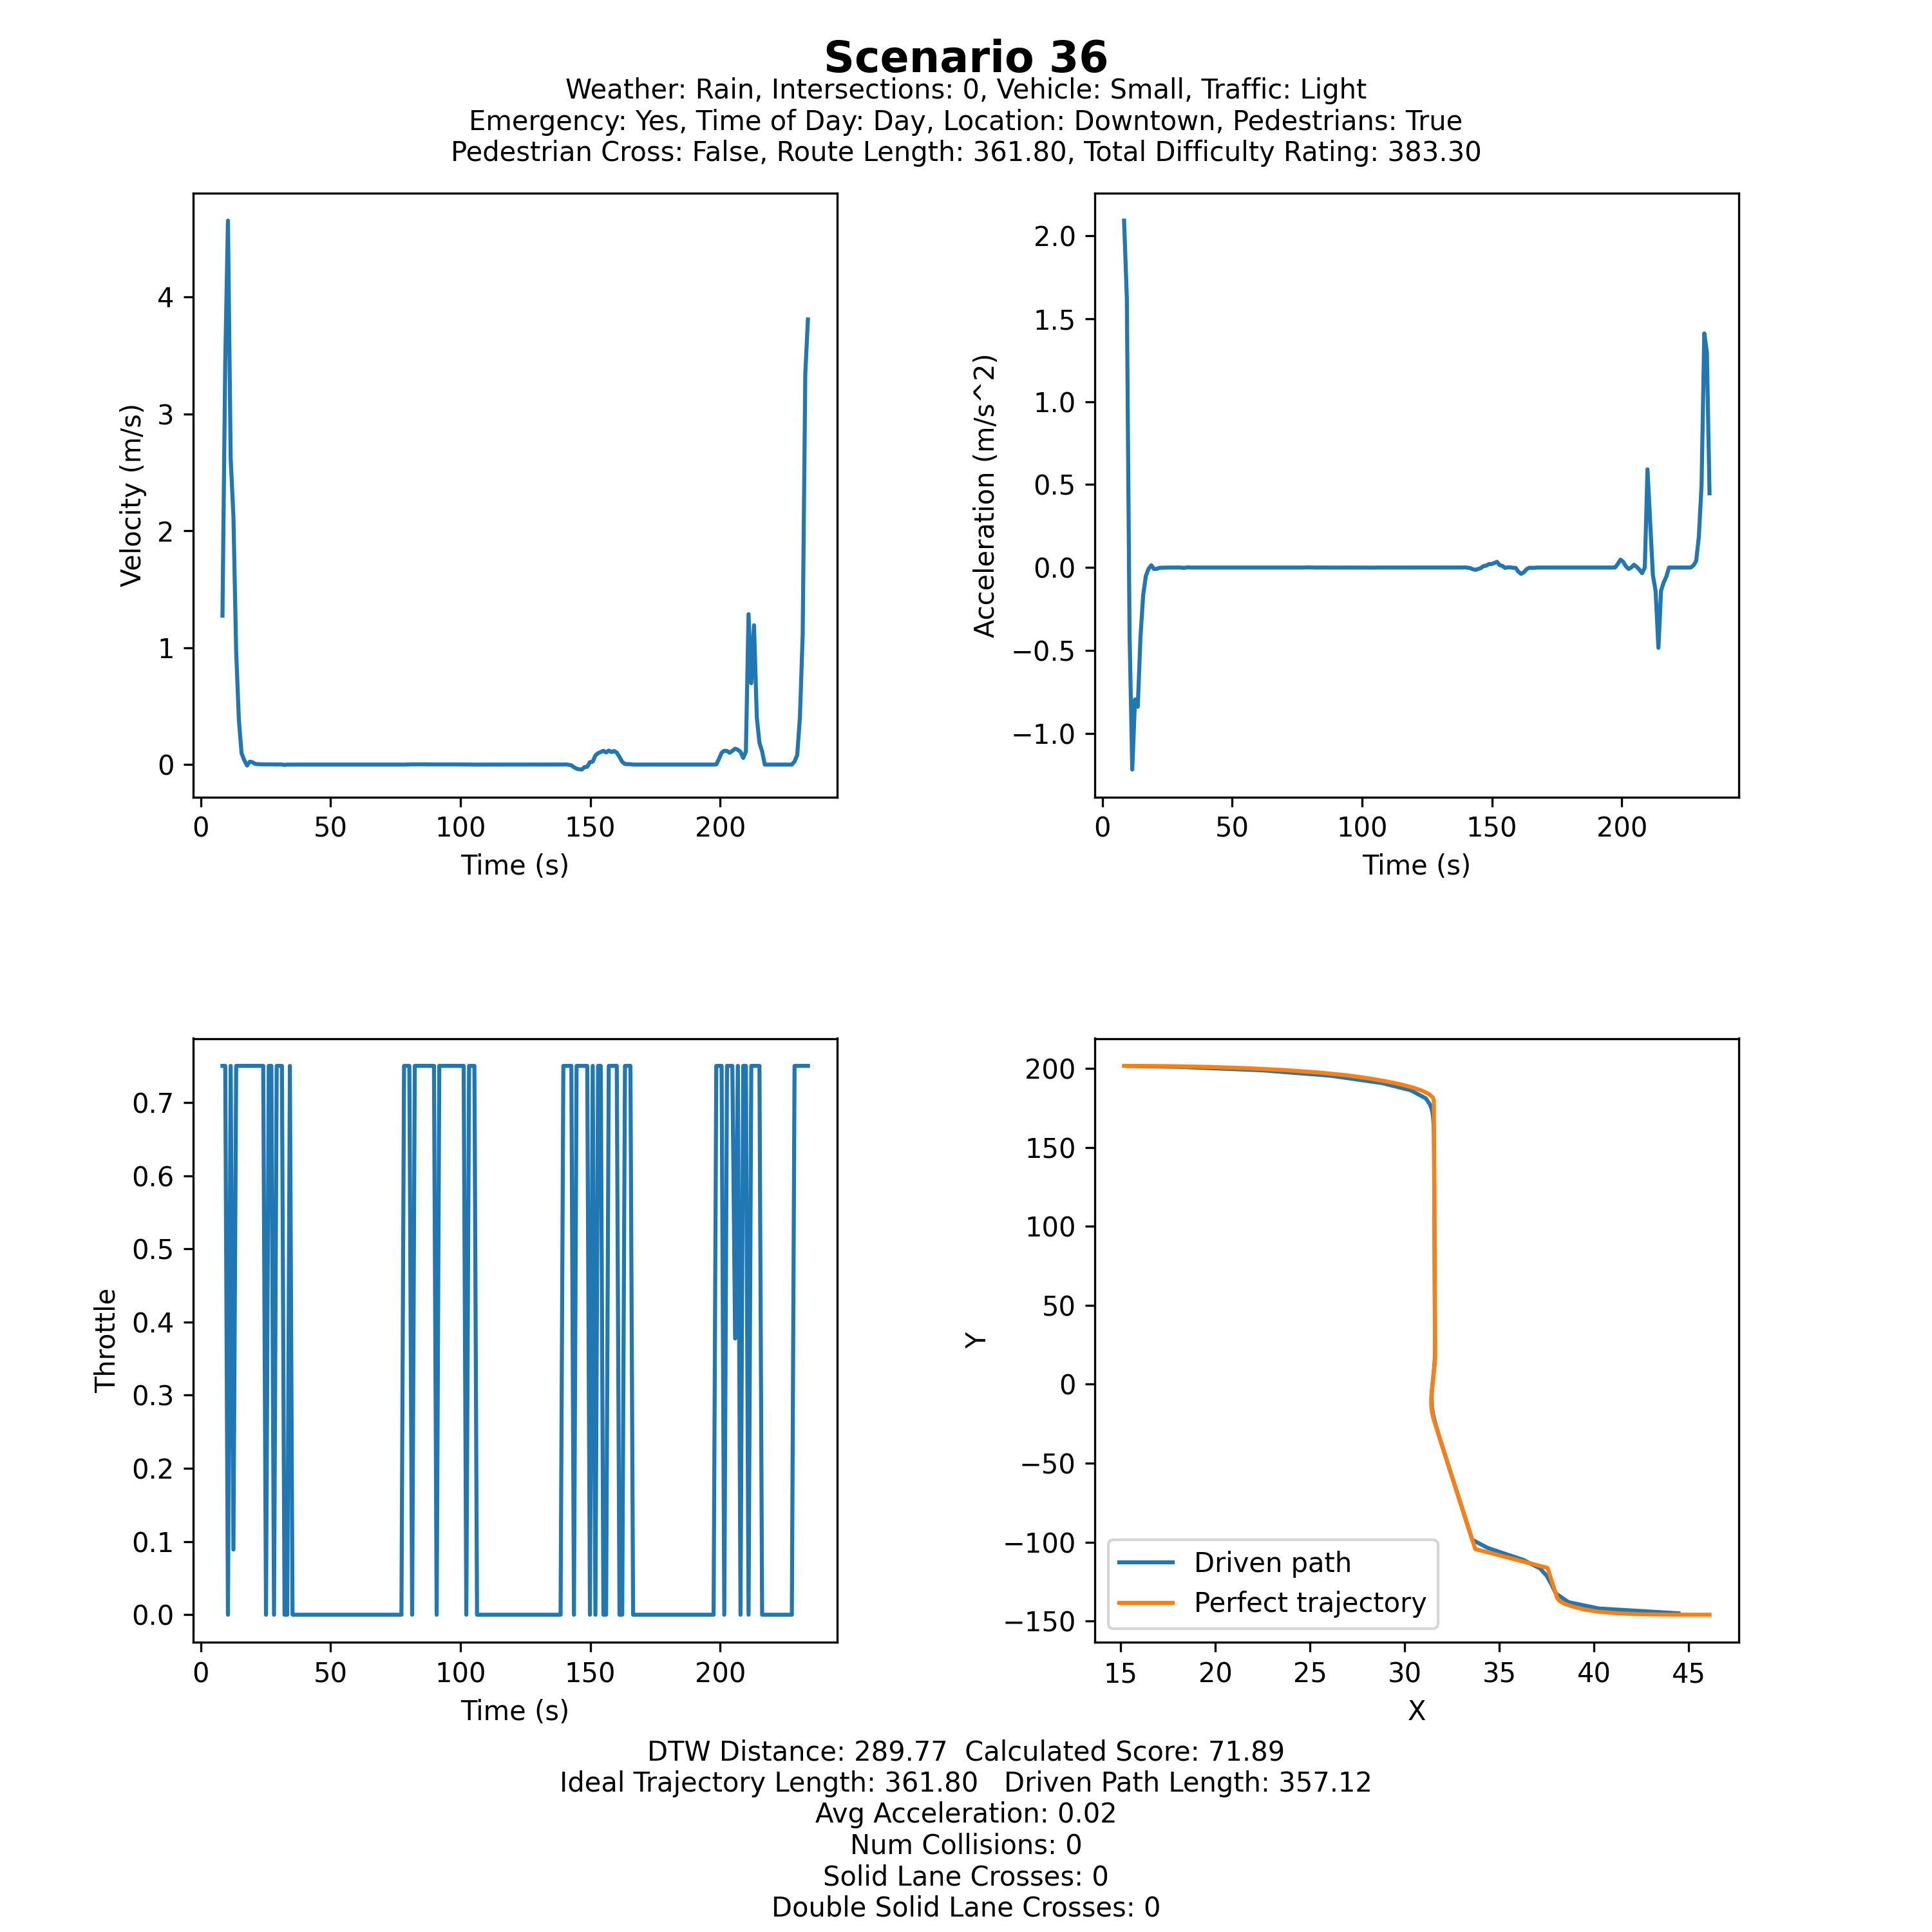 Scenario 36
Weather: Rain, Intersections: 0, Vehicle: Small, Traffic: Light
Emergency: Yes, Time of Day: Day, Location: Downtown, Pedestrians: True
Pedestrian Cross: False, Route Length: 361.80, Total Difficulty Rating: 383.30
Velocity (m/s)
4
3
2
1
0
0 50 100 150 200
Time (s)
Acceleration (m/s^2)
2.0
1.5
1.0
0.5
0.0
−0.5
−1.0
0 50 100 150 200
Time (s)
Throttle
0.7
0.6
0.5
0.4
0.3
0.2
0.1
0.0
0 50 100 150 200
Time (s)
Y
200
150
100
50
0
−50
−100
−150
Driven path
Perfect trajectory
15 20 25 30 35 40 45
X
DTW Distance: 289.77 Calculated Score: 71.89
Ideal Trajectory Length: 361.80 Driven Path Length: 357.12
Avg Acceleration: 0.02
Num Collisions: 0
Solid Lane Crosses: 0
Double Solid Lane Crosses: 0